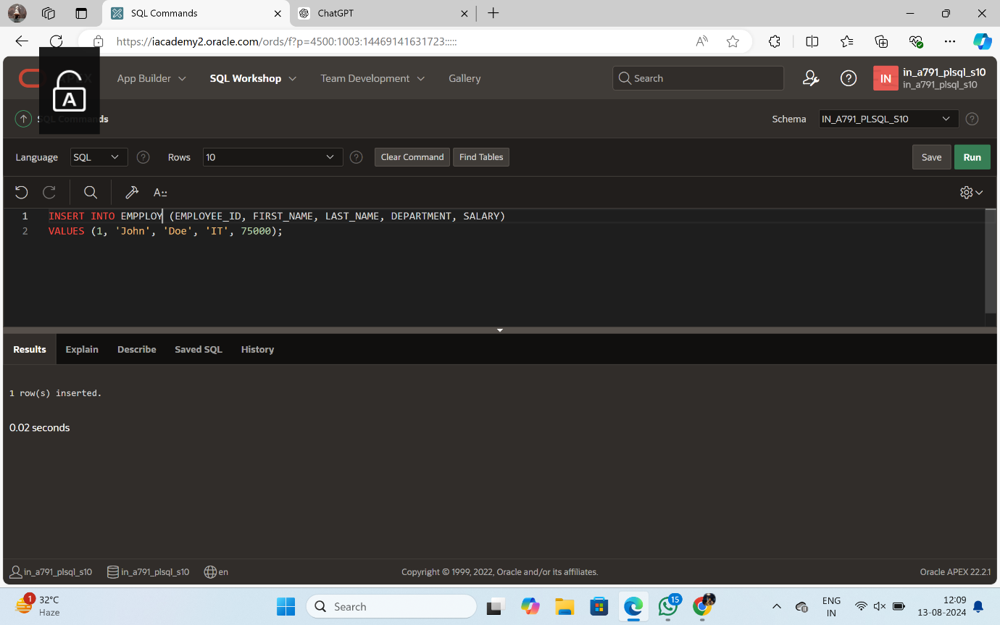 SQL Commands
ChatGPT
https://iacademy2.oracle.com/ords/f?p=4500:1003:14469141631723:::::
App Builder
SQL Workshop
Team Development
Gallery
Search
IN
in_a791_plsql_s10
in_a791_plsql_s10
A
SQL Commands
Schema
IN_A791_PLSQL_S10
Language
SQL
Rows
10
Clear Command
Find Tables
Save
Run
1 INSERT INTO EMPPLOY (EMPLOYEE_ID, FIRST_NAME, LAST_NAME, DEPARTMENT, SALARY)
2 VALUES (1, 'John', 'Doe', 'IT', 75000);
Results
Explain
Describe
Saved SQL
History
1 row(s) inserted.
0.02 seconds
in_a791_plsql_s10
in_a791_plsql_s10
en
Copyright © 1999, 2022, Oracle and/or its affiliates.
Oracle APEX 22.2.1
1
32°C
Haze
Search
15
ENG
IN
12:09
13-08-2024